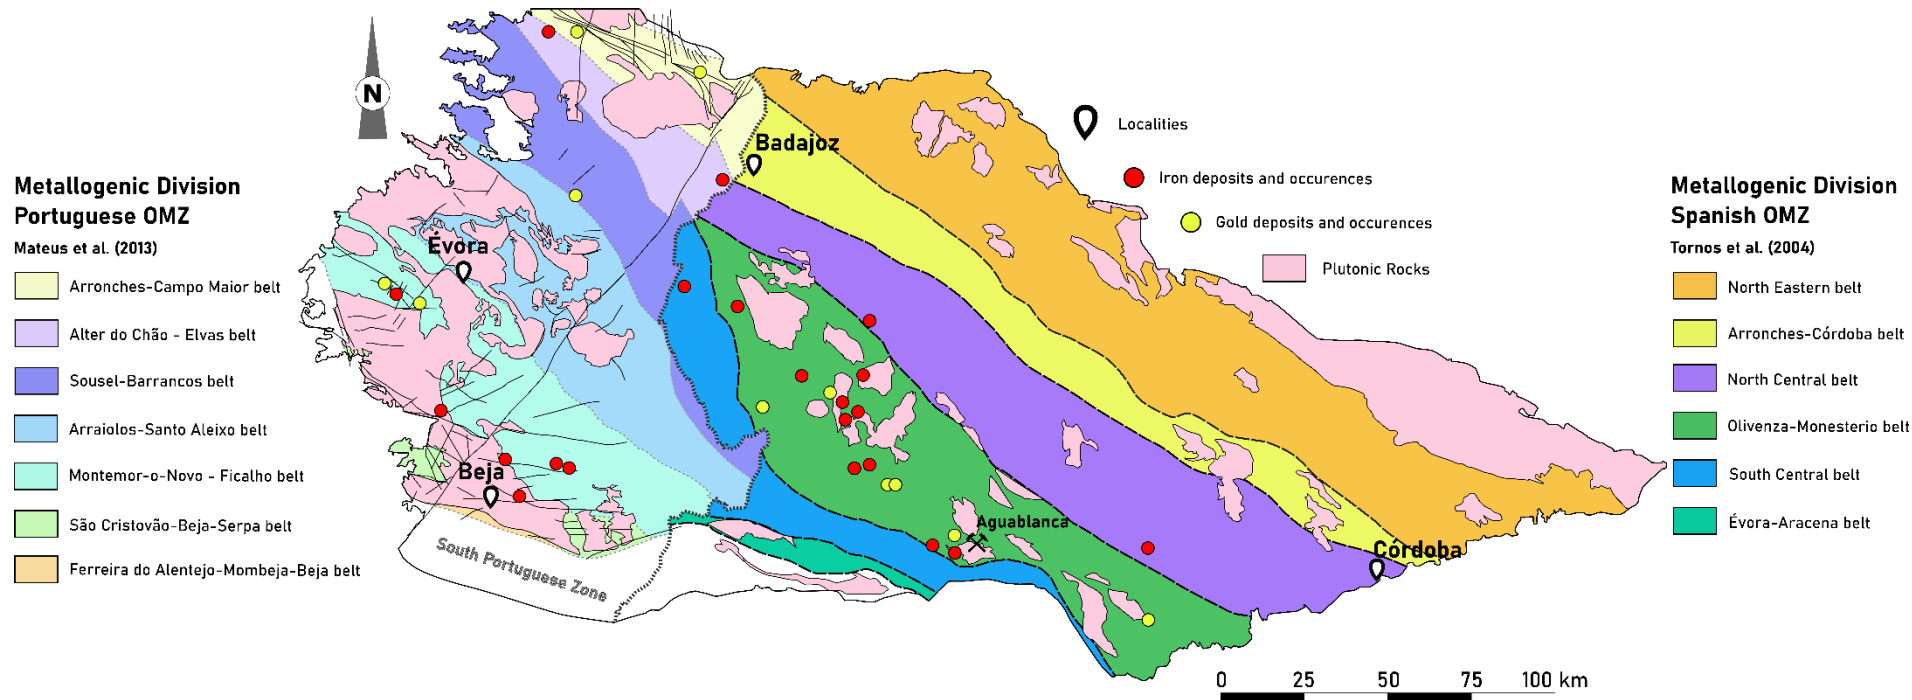 N
Badajoz
Évora
Beja
Aguablanca
Córdoba
South Portuguese Zone
Metallogenic Division
Portuguese OMZ
Mateus et al. (2013)
Arronches-Campo Maior belt
Alter do Chão - Elvas belt
Sousel-Barrancos belt
Arraiolos-Santo Aleixo belt
Montemor-o-Novo - Ficalho belt
São Cristovão-Beja-Serpa belt
Ferreira do Alentejo-Mombeja-Beja belt
Localities
Iron deposits and occurences
Gold deposits and occurences
Plutonic Rocks
Metallogenic Division
Spanish OMZ
Tornos et al. (2004)
North Eastern belt
Arronches-Córdoba belt
North Central belt
Olivenza-Monesterio belt
South Central belt
Évora-Aracena belt
0 25 50 75 100 km